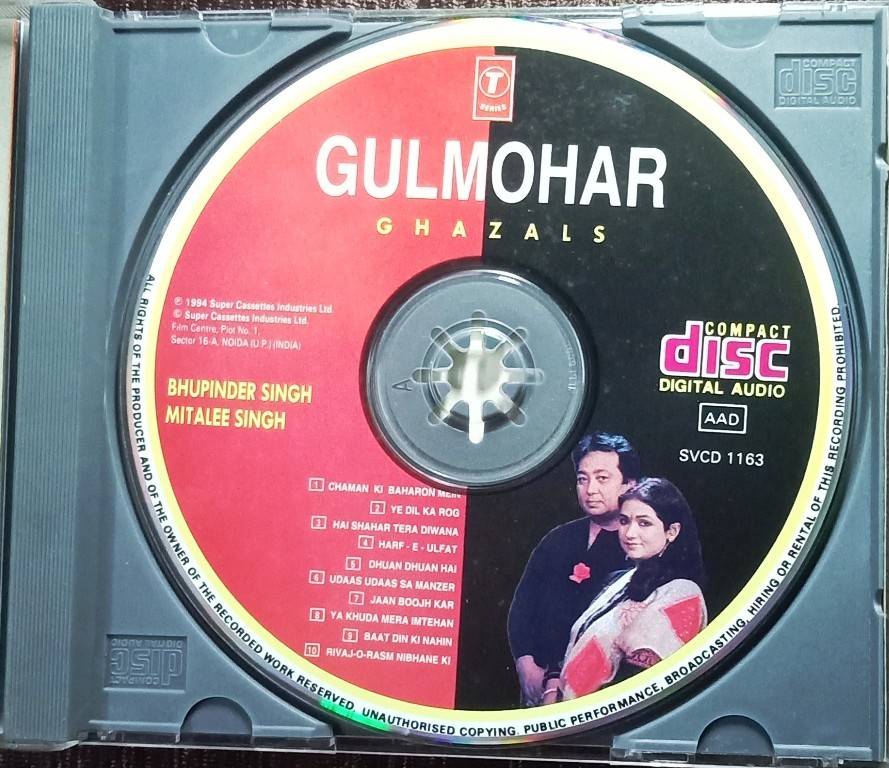 T
SERIES
GULMOHAR
GHAZALS
COMPACT
disc
DIGITAL AUDIO
℗ 1994 Super Cassettes Industries Ltd.
© Super Cassettes Industries Ltd.
Film Centre, Plot No. 1,
Sector 16-A, NOIDA (U.P.) (INDIA)
BHUPINDER SINGH
MITALEE SINGH
COMPACT
disc
DIGITAL AUDIO
AAD
SVCD 1163
A
1 CHAMAN KI BAHARON MEIN
2 YE DIL KA ROG
3 HAI SHAHAR TERA DIWANA
4 HARF - E - ULFAT
5 DHUAN DHUAN HAI
6 UDAAS UDAAS SA MANZER
7 JAAN BOOJH KAR
8 YA KHUDA MERA IMTEHAN
9 BAAT DIN KI NAHIN
10 RIVAJ-O-RASM NIBHANE KI
ALL RIGHTS OF THE PRODUCER AND OF THE OWNER OF THE RECORDED WORK RESERVED. UNAUTHORISED COPYING. PUBLIC PERFORMANCE, BROADCASTING, HIRING OR RENTAL OF THIS RECORDING PROHIBITED
COMPACT
disc
DIGITAL AUDIO